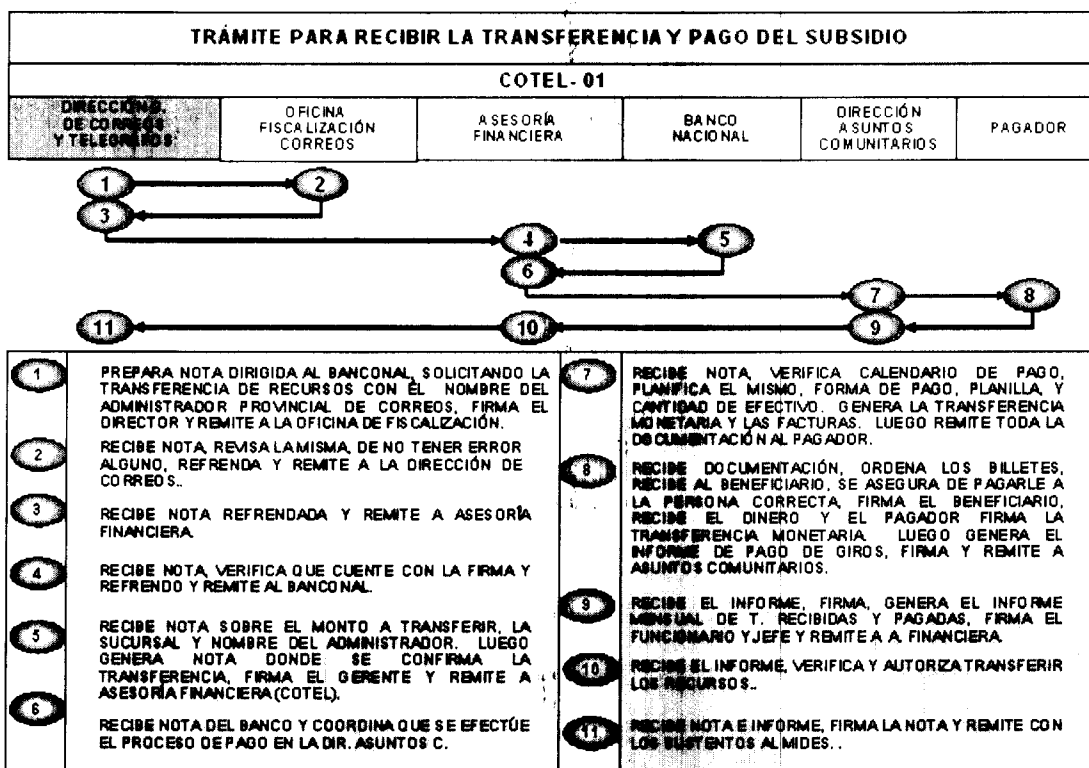 TRÁMITE PARA RECIBIR LA TRANSFERENCIA Y PAGO DEL SUBSIDIO
COTEL- 01
DIRECCIÓN D.
DE CORREOS
Y TELEGRAFOS
OFICINA
FISCALIZACIÓN
CORREOS
ASESORÍA
FINANCIERA
BANCO
NACIONAL
DIRECCIÓN
ASUNTOS
COMUNITARIOS
PAGADOR
1
2
3
4
5
6
7
8
11
10
9
1
PREPARA NOTA DIRIGIDA AL BANCONAL, SOLICITANDO LA
TRANSFERENCIA DE RECURSOS CON ÉL NOMBRE DEL
ADMINISTRADOR PROVINCIAL DE CORREOS, FIRMA EL
DIRECTOR Y REMITE A LA OFICINA DE FISCALIZACIÓN.
2
RECIBE NOTA, REVISA LA MISMA, DE NO TENER ERROR
ALGUNO, REFRENDA Y REMITE A LA DIRECCIÓN DE
CORREOS..
3
RECIBE NOTA REFRENDADA Y REMITE A ASESORÍA
FINANCIERA
4
RECIBE NOTA, VERIFICA QUE CUENTE CON LA FIRMA Y
REFRENDO Y REMITE AL BANCONAL.
5
RECIBE NOTA SOBRE EL MONTO A TRANSFERIR, LA
SUCURSAL Y NOMBRE DEL ADMINISTRADOR. LUEGO
GENERA NOTA DONDE SE CONFIRMA LA
TRANSFERENCIA, FIRMA EL GERENTE Y REMITE A
ASESORÍA FINANCIERA (COTEL).
6
RECIBE NOTA DEL BANCO Y COORDINA QUE SE EFECTÚE
EL PROCESO DE PAGO EN LA DIR. ASUNTOS C.
7
RECIBE NOTA, VERIFICA CALENDARIO DE PAGO,
PLANIFICA EL MISMO, FORMA DE PAGO, PLANILLA, Y
CANTIDAD DE EFECTIVO. GENERA LA TRANSFERENCIA
MONETARIA Y LAS FACTURAS. LUEGO REMITE TODA LA
DOCUMENTACIÓN AL PAGADOR.
8
RECIBE DOCUMENTACIÓN, ORDENA LOS BILLETES,
RECIBE AL BENEFICIARIO, SE ASEGURA DE PAGARLE A
LA PERSONA CORRECTA, FIRMA EL BENEFICIARIO,
RECIBE EL DINERO Y EL PAGADOR FIRMA LA
TRANSFERENCIA MONETARIA. LUEGO GENERA EL
INFORME DE PAGO DE GIROS, FIRMA Y REMITE A
ASUNTOS COMUNITARIOS.
9
RECIBE EL INFORME, FIRMA, GENERA EL INFORME
MENSUAL DE T. RECIBIDAS Y PAGADAS, FIRMA EL
FUNCIONARIO Y JEFE Y REMITE A A. FINANCIERA
10
RECIBE EL INFORME, VERIFICA Y AUTORIZA TRANSFERIR
LOS RECURSOS..
11
RECIBE NOTA E INFORME, FIRMA LA NOTA Y REMITE CON
LOS SUSTENTOS AL MIDES. .